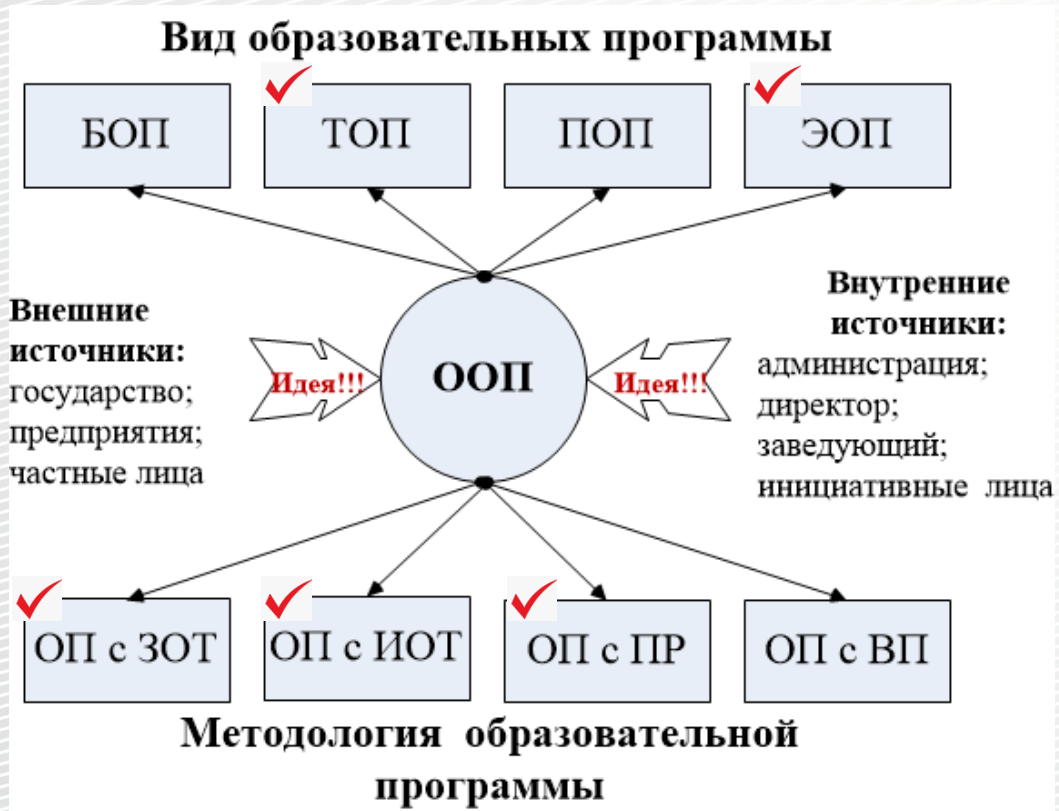 Вид образовательных программы
БОП
ТОП
ПОП
ЭОП
Внешние
источники:
государство;
предприятия;
частные лица
Идея!!!
ООП
Идея!!!
Внутренние
источники:
администрация;
директор;
заведующий;
инициативные лица
ОП с ЗОТ
ОП с ИОТ
ОП с ПР
ОП с ВП
Методология образовательной
программы